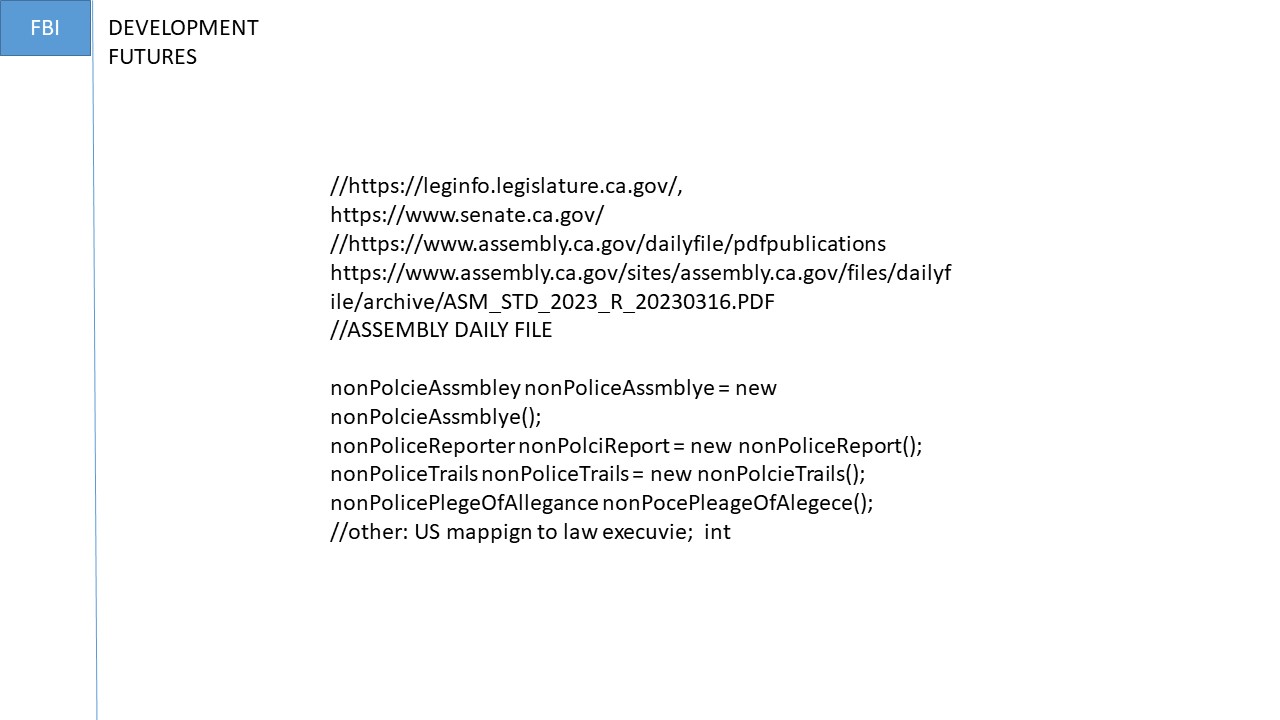 FBI
DEVELOPMENT
FUTURES
//https://leginfo.legislature.ca.gov/,
https://www.senate.ca.gov/
//https://www.assembly.ca.gov/dailyfile/pdfpublications
https://www.assembly.ca.gov/sites/assembly.ca.gov/files/dailyf
ile/archive/ASM_STD_2023_R_20230316.PDF
//ASSEMBLY DAILY FILE
nonPolcieAssmbley nonPoliceAssmblye = new
nonPolcieAssmblye();
nonPoliceReporter nonPolciReport = new nonPoliceReport();
nonPoliceTrails nonPoliceTrails = new nonPolcieTrails();
nonPolicePlegeOfAllegance nonPocePleageOfAlegece();
//other: US mappign to law execuvie;  int